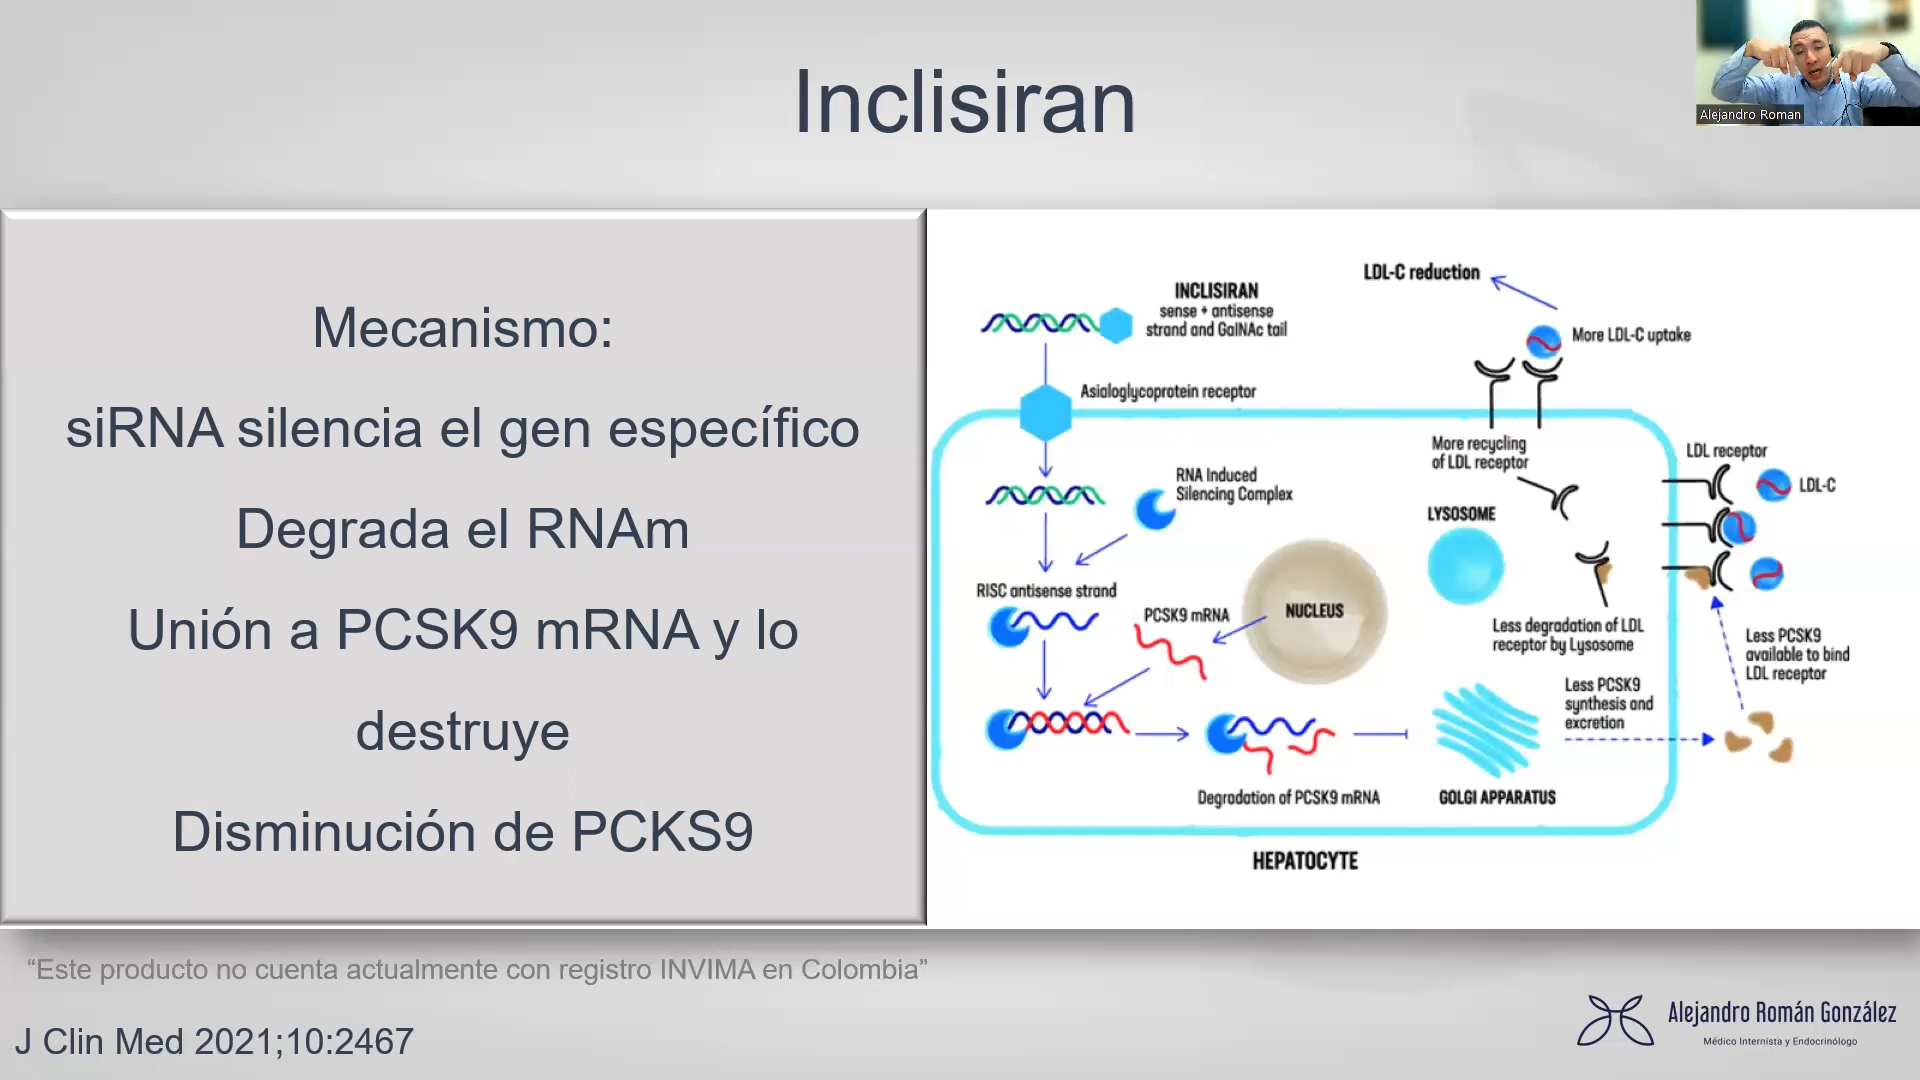 Inclisiran
Alejandro Roman
Mecanismo:
siRNA silencia el gen específico
Degrada el RNAm
Unión a PCSK9 mRNA y lo
destruye
Disminución de PCKS9
LDL-C reduction
INCLISIRAN
sense + antisense
strand and GalNAc tail
More LDL-C uptake
Asialoglycoprotein receptor
More recycling
of LDL receptor
LDL receptor
RNA Induced
Silencing Complex
LDL-C
LYSOSOME
RISC antisense strand
PCSK9 mRNA
NUCLEUS
Less degradation of LDL
receptor by Lysosome
Less PCSK9
available to bind
LDL receptor
Less PCSK9
synthesis and
excretion
Degradation of PCSK9 mRNA
GOLGI APPARATUS
HEPATOCYTE
“Este producto no cuenta actualmente con registro INVIMA en Colombia”
J Clin Med 2021;10:2467
Alejandro Román González
Médico Internista y Endocrinólogo